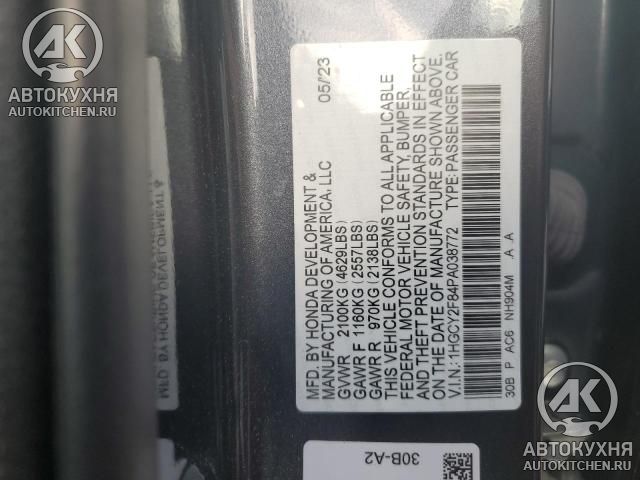 АВТОКУХНЯ
AUTOKITCHEN.RU
MFD. BY HONDA DEVELOPMENT & 05/23
MANUFACTURING OF AMERICA, LLC
GVWR 2100KG (4629LBS)
GAWR F 1160KG (2557LBS)
GAWR R 970KG (2138LBS)
THIS VEHICLE CONFORMS TO ALL APPLICABLE
FEDERAL MOTOR VEHICLE SAFETY, BUMPER,
AND THEFT PREVENTION STANDARDS IN EFFECT
ON THE DATE OF MANUFACTURE SHOWN ABOVE.
V.I.N.: 1HGCY2F84PA038772 TYPE: PASSENGER CAR
30B P AC6 NH904M A A
30B-A2
АВТОКУХНЯ
AUTOKITCHEN.RU